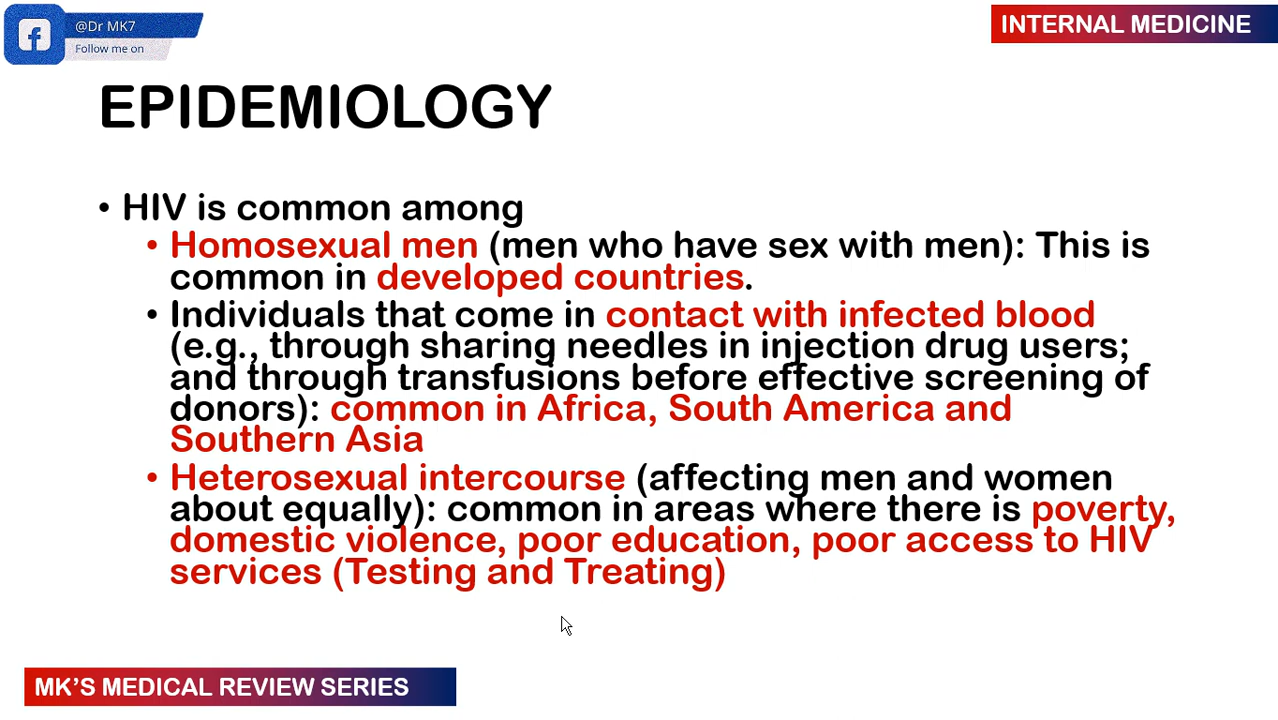 @Dr MK7
Follow me on
INTERNAL MEDICINE
EPIDEMIOLOGY
• HIV is common among
• Homosexual men (men who have sex with men): This is
common in developed countries.
• Individuals that come in contact with infected blood
(e.g., through sharing needles in injection drug users;
and through transfusions before effective screening of
donors): common in Africa, South America and
Southern Asia
• Heterosexual intercourse (affecting men and women
about equally): common in areas where there is poverty,
domestic violence, poor education, poor access to HIV
services (Testing and Treating)
MK'S MEDICAL REVIEW SERIES